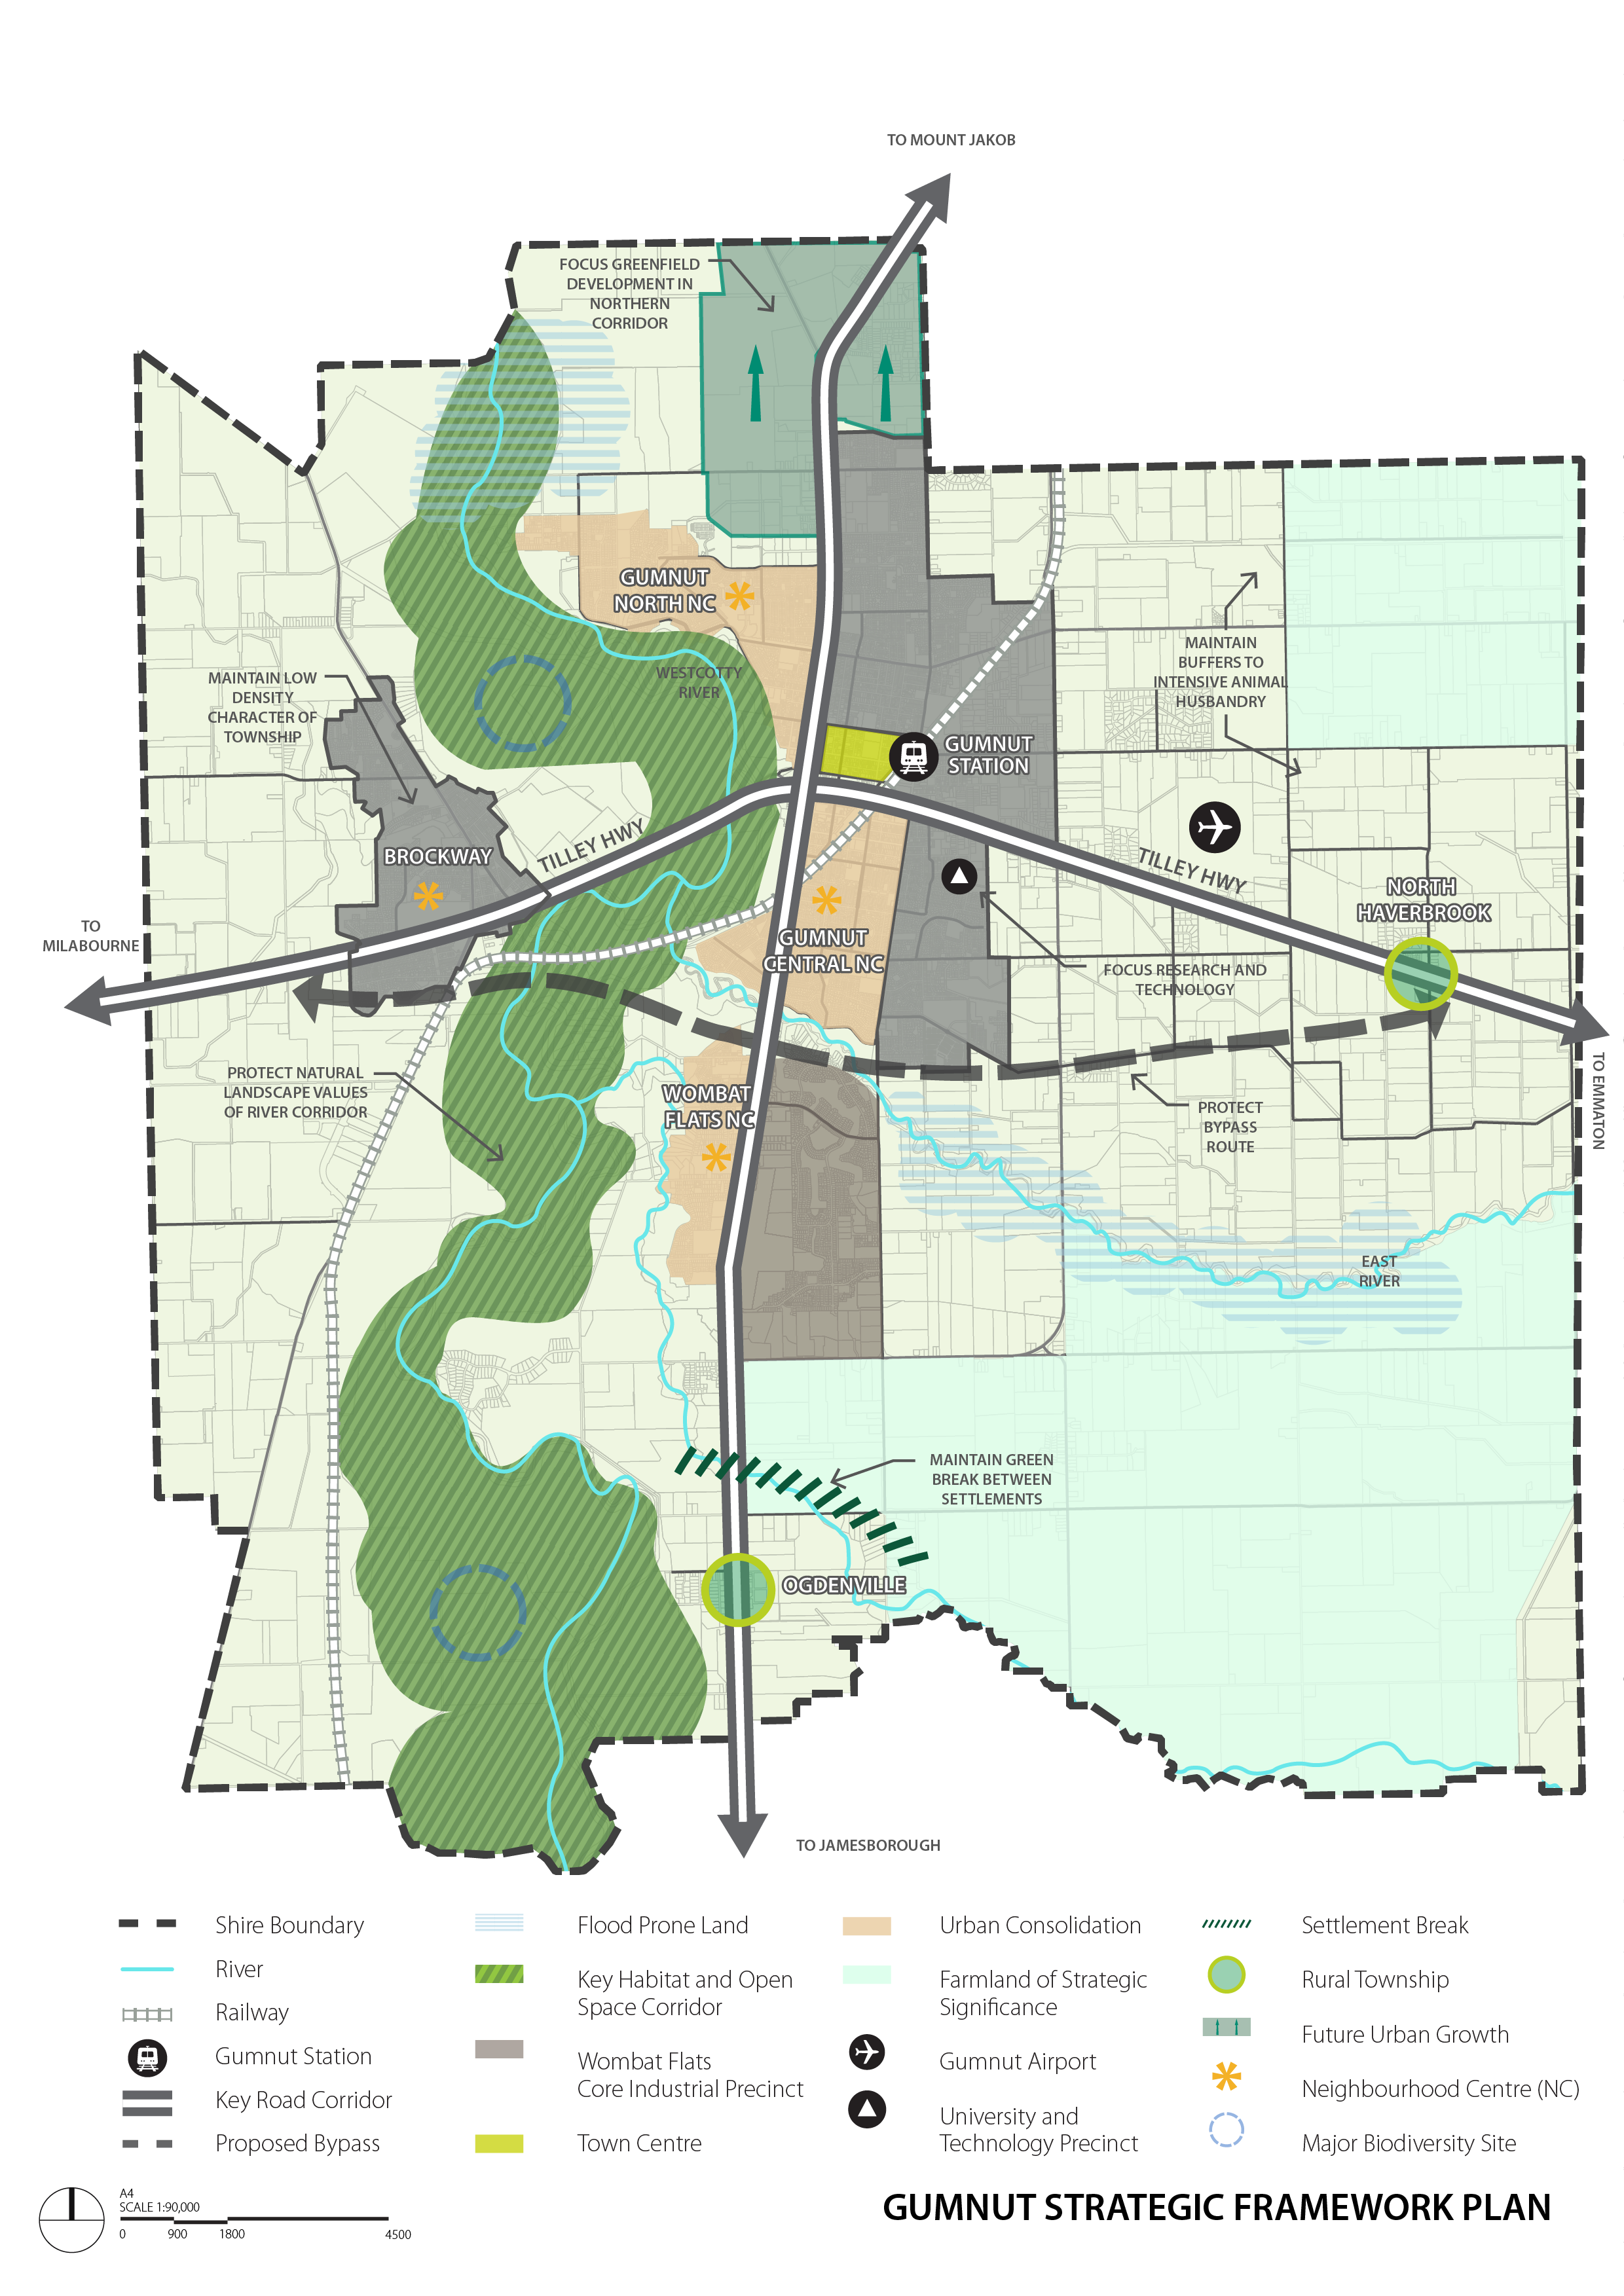 TO MOUNT JAKOB
FOCUS GREENFIELD
DEVELOPMENT IN
NORTHERN
CORRIDOR
GUMNUT
NORTH NC
WESTCOTTY
RIVER
MAINTAIN LOW
DENSITY
CHARACTER OF
TOWNSHIP
MAINTAIN
BUFFERS TO
INTENSIVE ANIMAL
HUSBANDRY
GUMNUT
STATION
BROCKWAY
TILLEY HWY
TILLEY HWY
NORTH
HAVERBROOK
TO
MILABOURNE
GUMNUT
CENTRAL NC
FOCUS RESEARCH AND
TECHNOLOGY
TO EMMATON
PROTECT NATURAL
LANDSCAPE VALUES
OF RIVER CORRIDOR
WOMBAT
FLATS NC
PROTECT
BYPASS
ROUTE
EAST
RIVER
MAINTAIN GREEN
BREAK BETWEEN
SETTLEMENTS
OGDENVILLE
TO JAMESBOROUGH
Shire Boundary
River
Railway
Gumnut Station
Key Road Corridor
Proposed Bypass
Flood Prone Land
Key Habitat and Open
Space Corridor
Wombat Flats
Core Industrial Precinct
Town Centre
Urban Consolidation
Farmland of Strategic
Significance
Gumnut Airport
University and
Technology Precinct
Settlement Break
Rural Township
Future Urban Growth
Neighbourhood Centre (NC)
Major Biodiversity Site
A4
SCALE 1:90,000
0 900 1800 4500
GUMNUT STRATEGIC FRAMEWORK PLAN